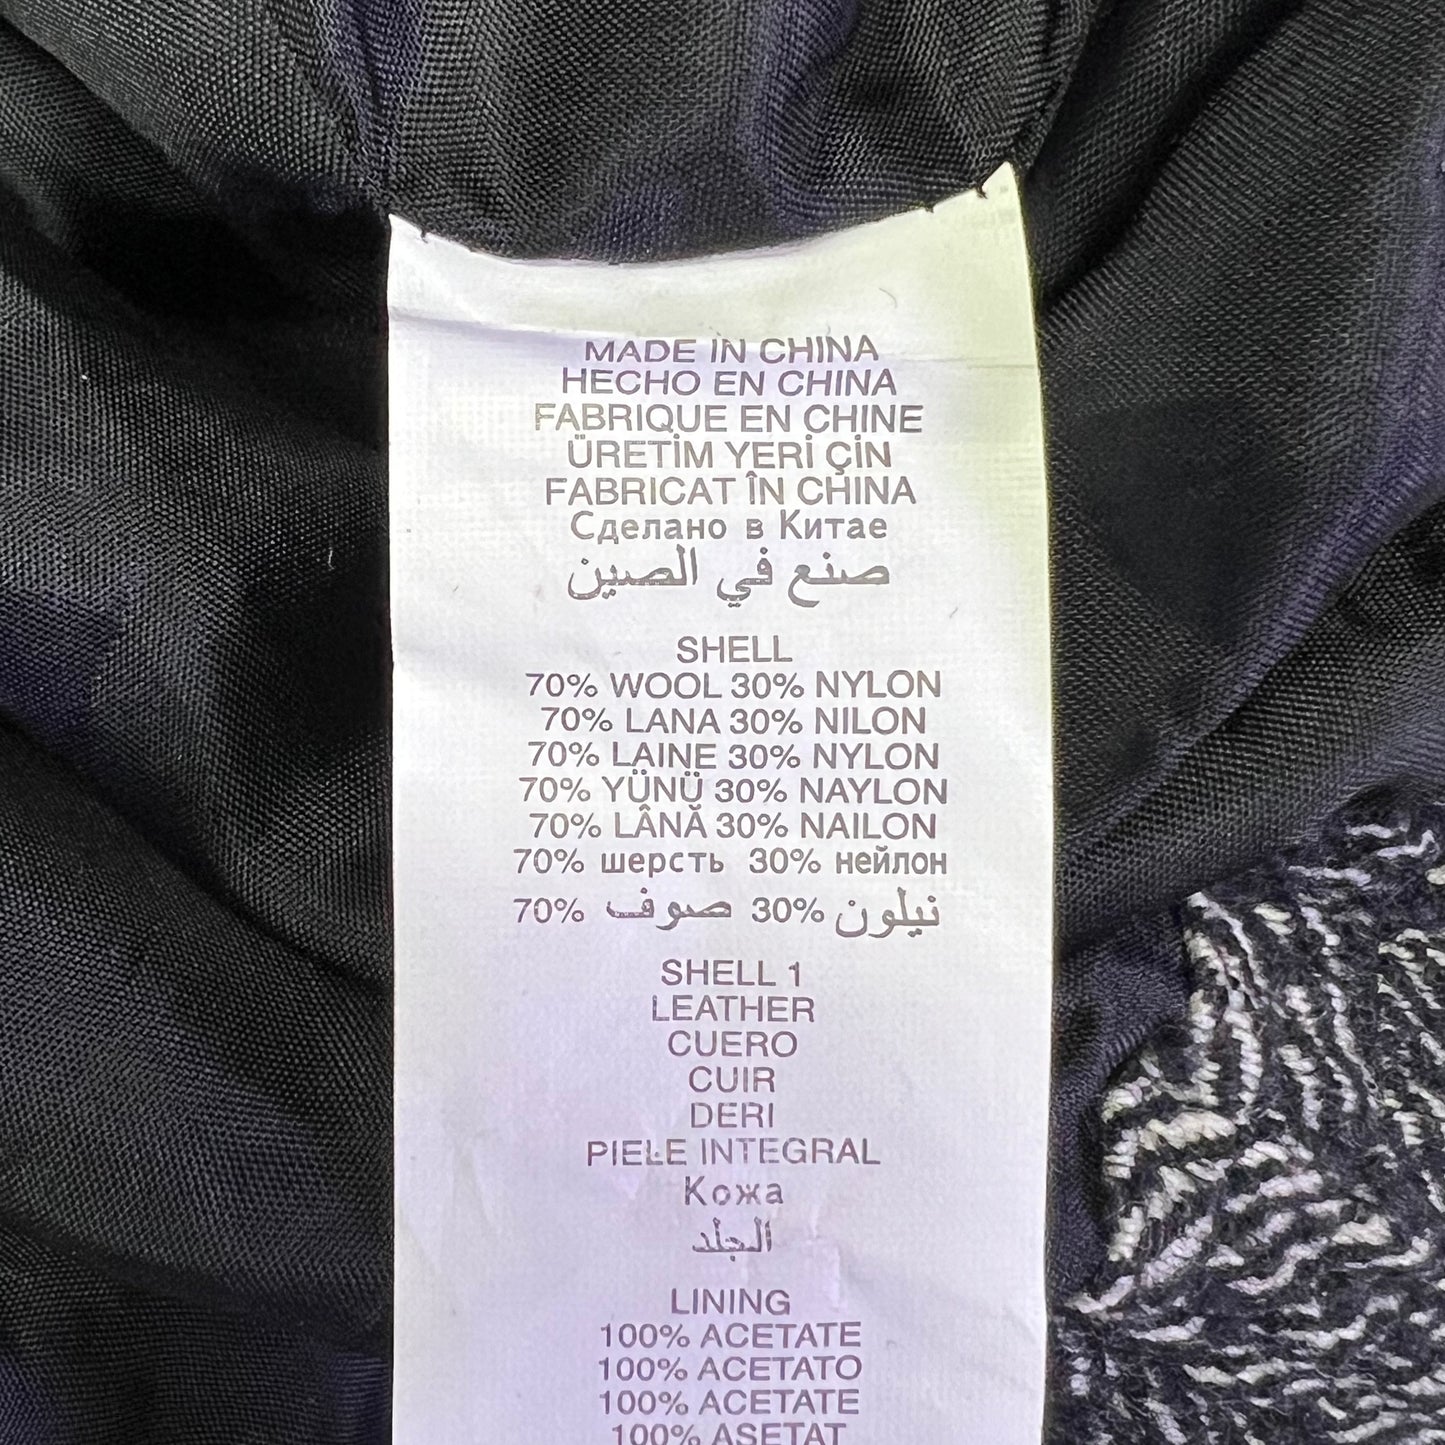 MADE IN CHINA
HECHO EN CHINA
FABRIQUE EN CHINE
ÜRETİM YERİ ÇİN
FABRICAT ÎN CHINA
Сделано в Китае
صنع في الصين
SHELL
70% WOOL 30% NYLON
70% LANA 30% NILON
70% LAINE 30% NYLON
70% YÜNÜ 30% NAYLON
70% LÂNĂ 30% NAILON
70% шерсть 30% нейлон
70% صوف 30% نيلون
SHELL 1
LEATHER
CUERO
CUIR
DERI
PIELE INTEGRAL
Кожа
الجلد
LINING
100% ACETATE
100% ACETATO
100% ACETATE
100% ASETAT